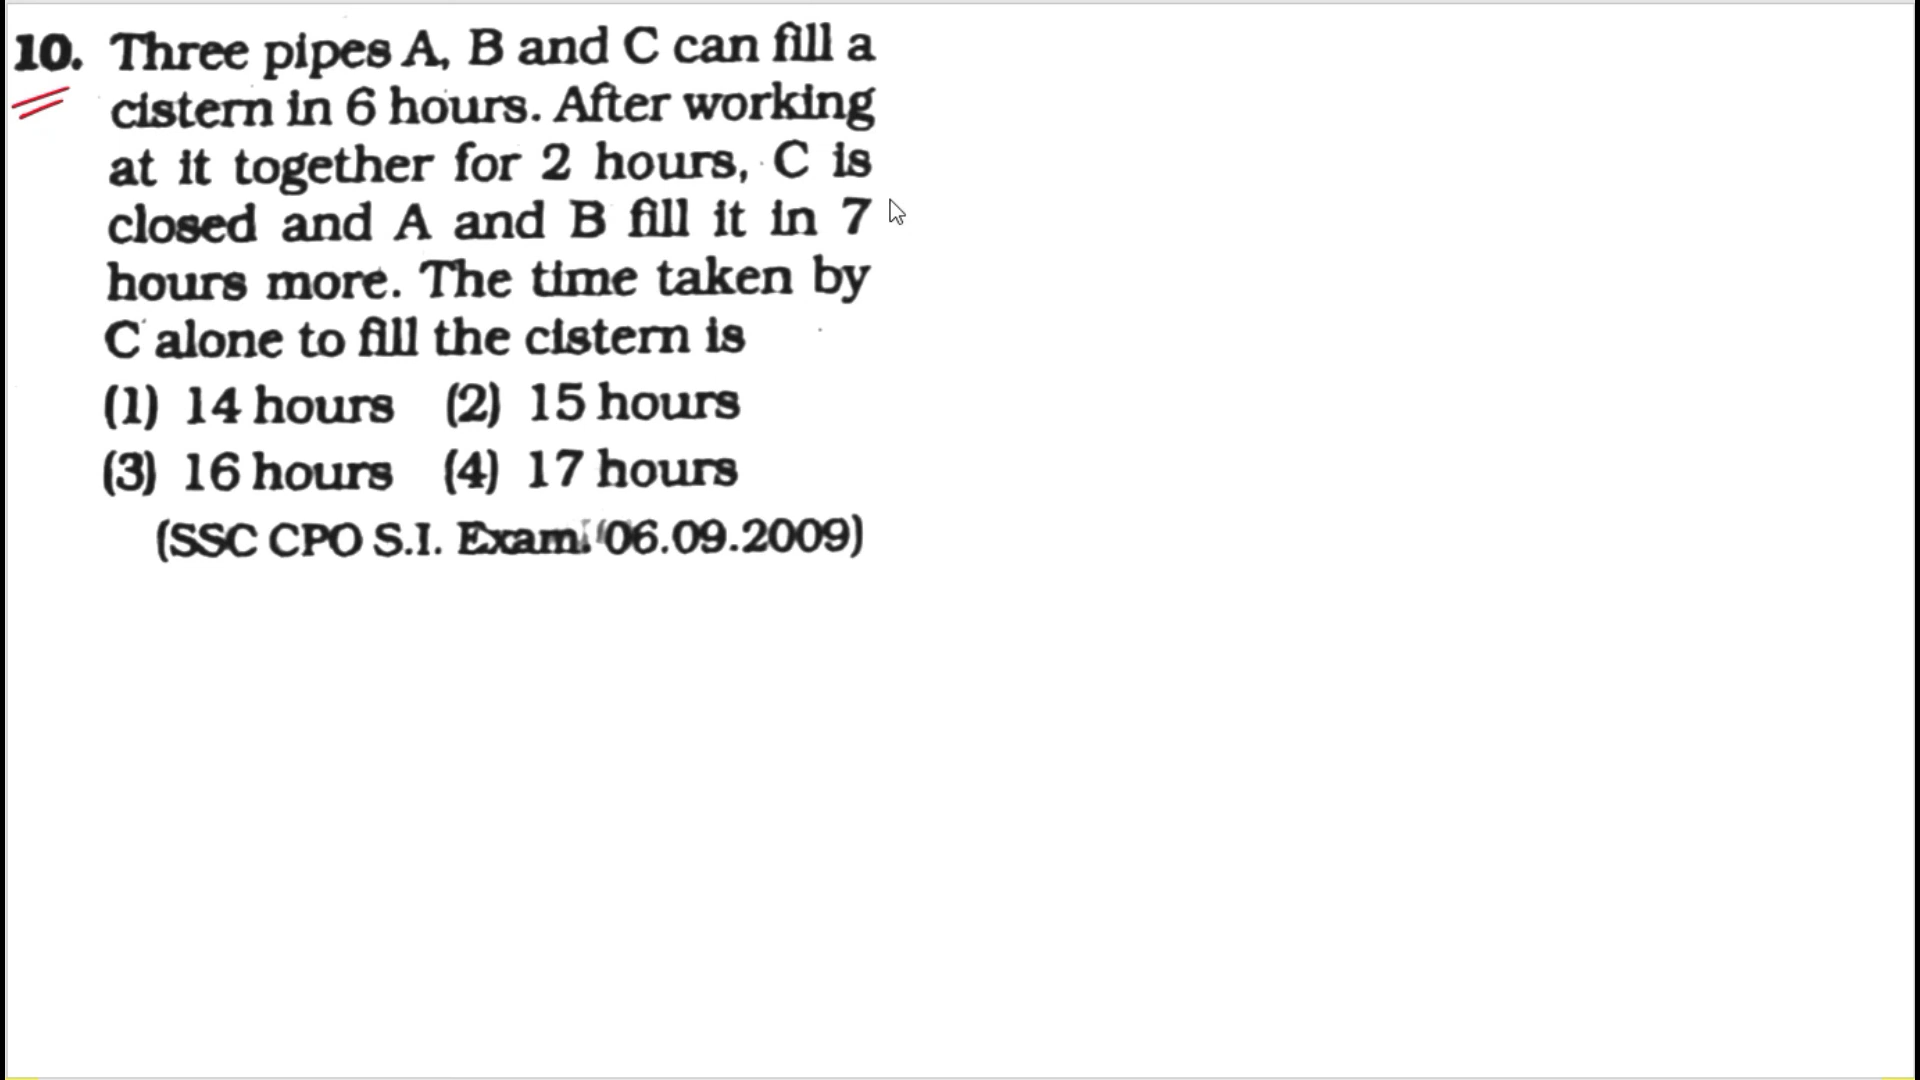 10. Three pipes A, B and C can fill a
cistern in 6 hours. After working
at it together for 2 hours, C is
closed and A and B fill it in 7
hours more. The time taken by
C alone to fill the cistern is
(1) 14 hours (2) 15 hours
(3) 16 hours (4) 17 hours
(SSC CPO S.I. Exam. 06.09.2009)